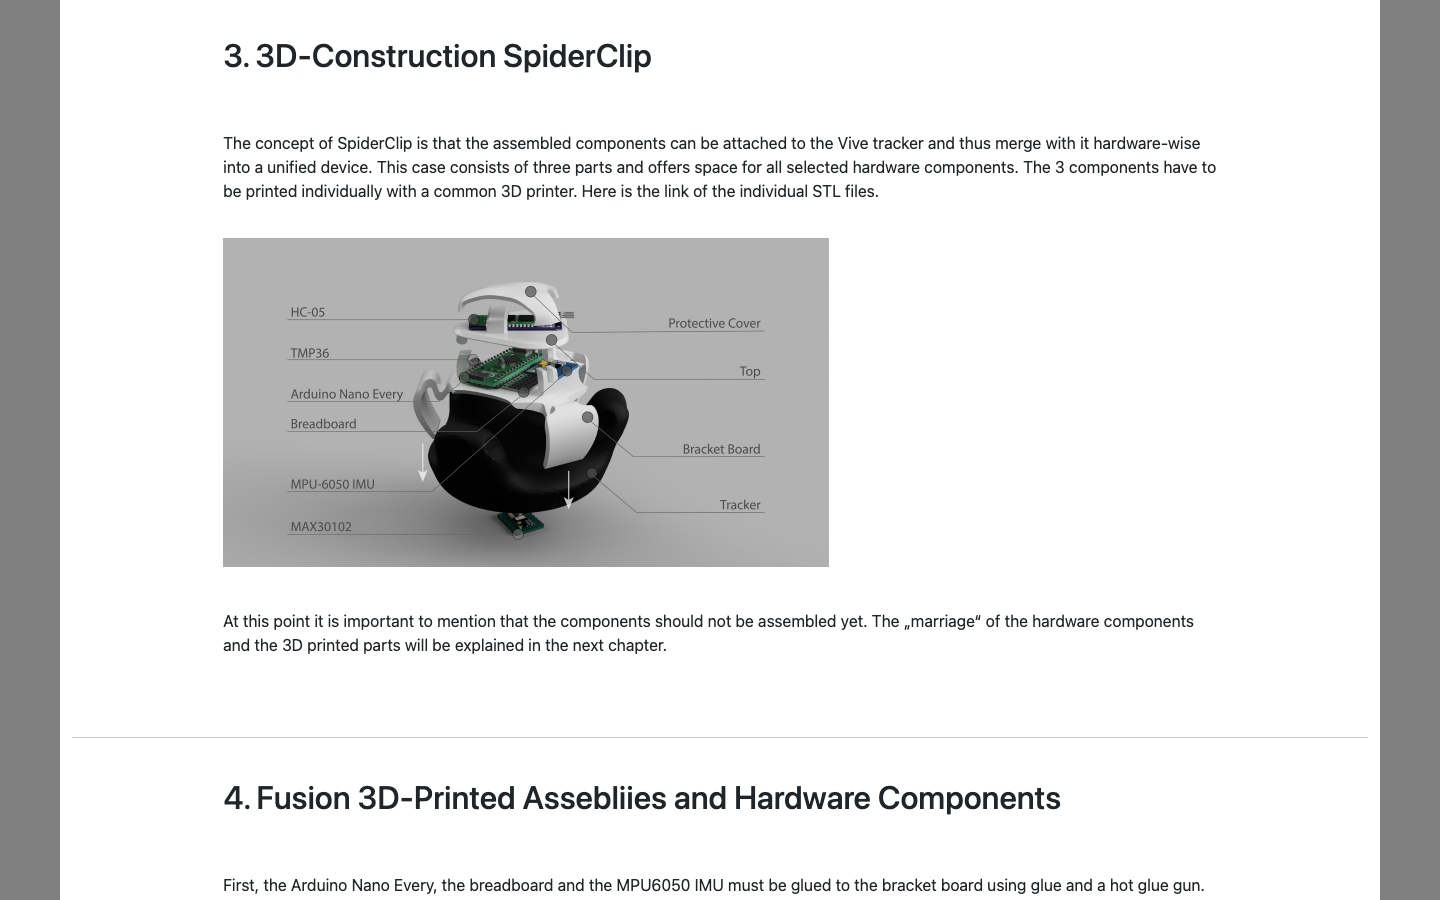 3. 3D-Construction SpiderClip
The concept of SpiderClip is that the assembled components can be attached to the Vive tracker and thus merge with it hardware-wise
into a unified device. This case consists of three parts and offers space for all selected hardware components. The 3 components have to
be printed individually with a common 3D printer. Here is the link of the individual STL files.
HC-05
TMP36
Arduino Nano Every
Breadboard
MPU-6050 IMU
MAX30102
Protective Cover
Top
Bracket Board
Tracker
At this point it is important to mention that the components should not be assembled yet. The „marriage“ of the hardware components
and the 3D printed parts will be explained in the next chapter.
4. Fusion 3D-Printed Assebliies and Hardware Components
First, the Arduino Nano Every, the breadboard and the MPU6050 IMU must be glued to the bracket board using glue and a hot glue gun.